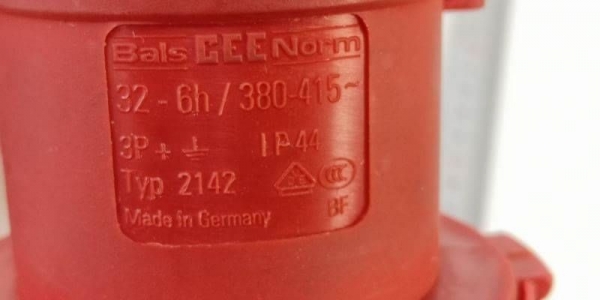 Bals CEE Norm
32 - 6h / 380-415~
3P + ⏚ IP44
Typ 2142
Made in Germany BF